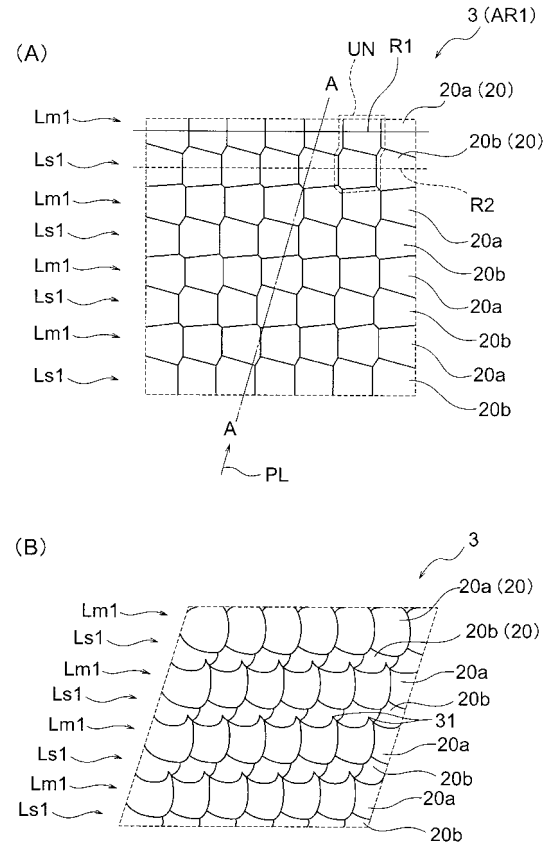 3 (AR1)
(A)
UN
R1
A
20a (20)
Lm1
20b (20)
Ls1
R2
Lm1
20a
Ls1
20b
Lm1
20a
Ls1
20b
Lm1
20a
Ls1
20b
A
PL
(B)
3
20a (20)
Lm1
20b (20)
Ls1
20a
Lm1
20b
Ls1
31
Lm1
20a
Ls1
20b
Lm1
20a
Ls1
20b